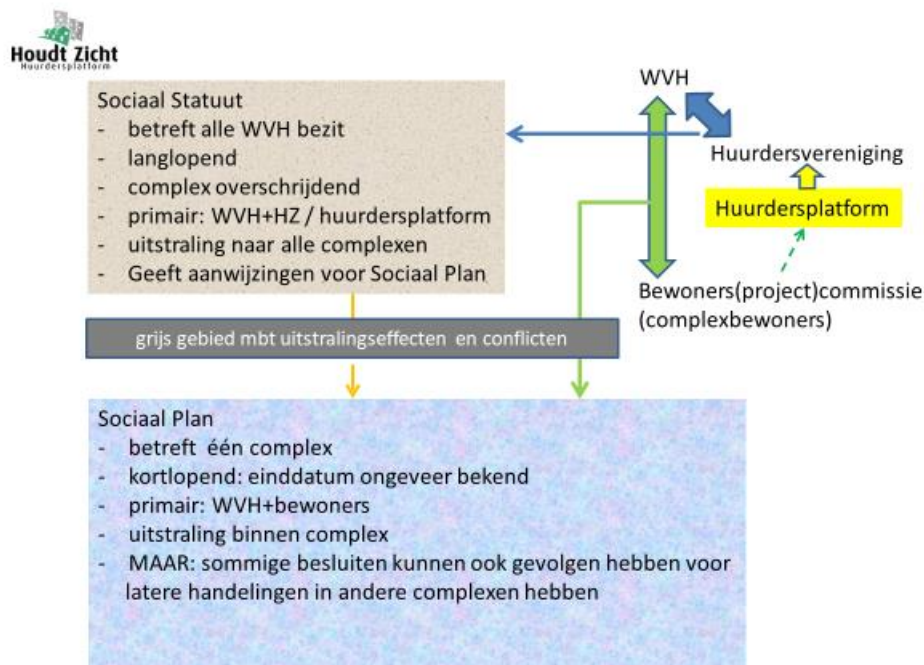 Houdt Zicht
Huurdersplatform
Sociaal Statuut
- betreft alle WVH bezit
- langlopend
- complex overschrijdend
- primair: WVH+HZ / huurdersplatform
- uitstraling naar alle complexen
- Geeft aanwijzingen voor Sociaal Plan
WVH
Huurdersvereniging
Huurdersplatform
Bewoners(project)commissie
(complexbewoners)
grijs gebied mbt uitstralingseffecten en conflicten
Sociaal Plan
- betreft één complex
- kortlopend: einddatum ongeveer bekend
- primair: WVH+bewoners
- uitstraling binnen complex
- MAAR: sommige besluiten kunnen ook gevolgen hebben voor
latere handelingen in andere complexen hebben